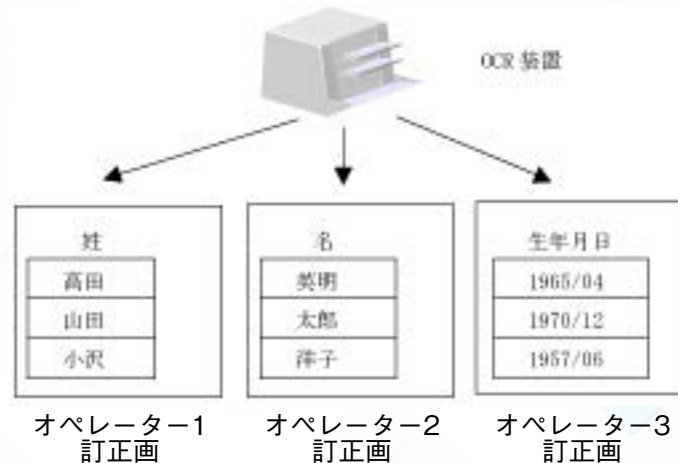 OCR 装置
姓
高田
山田
小沢
名
英明
太郎
洋子
生年月日
1965/04
1970/12
1957/06
オペレーター1
訂正画
オペレーター2
訂正画
オペレーター3
訂正画